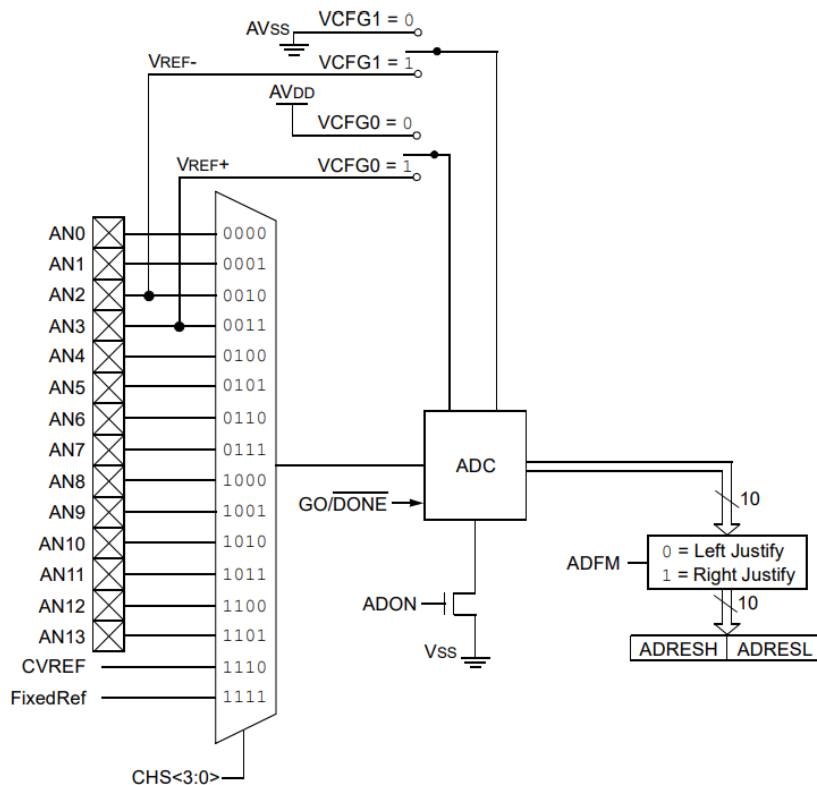 AVSS
VCFG1 = 0
VREF-
VCFG1 = 1
AVDD
VCFG0 = 0
VREF+
VCFG0 = 1
AN0 0000
AN1 0001
AN2 0010
AN3 0011
AN4 0100
AN5 0101
AN6 0110
AN7 0111
AN8 1000
AN9 1001
AN10 1010
AN11 1011
AN12 1100
AN13 1101
CVREF 1110
FixedRef 1111
CHS<3:0>
ADC
GO/DONE
ADON
VSS
10
ADFM
0 = Left Justify
1 = Right Justify
10
ADRESH ADRESL